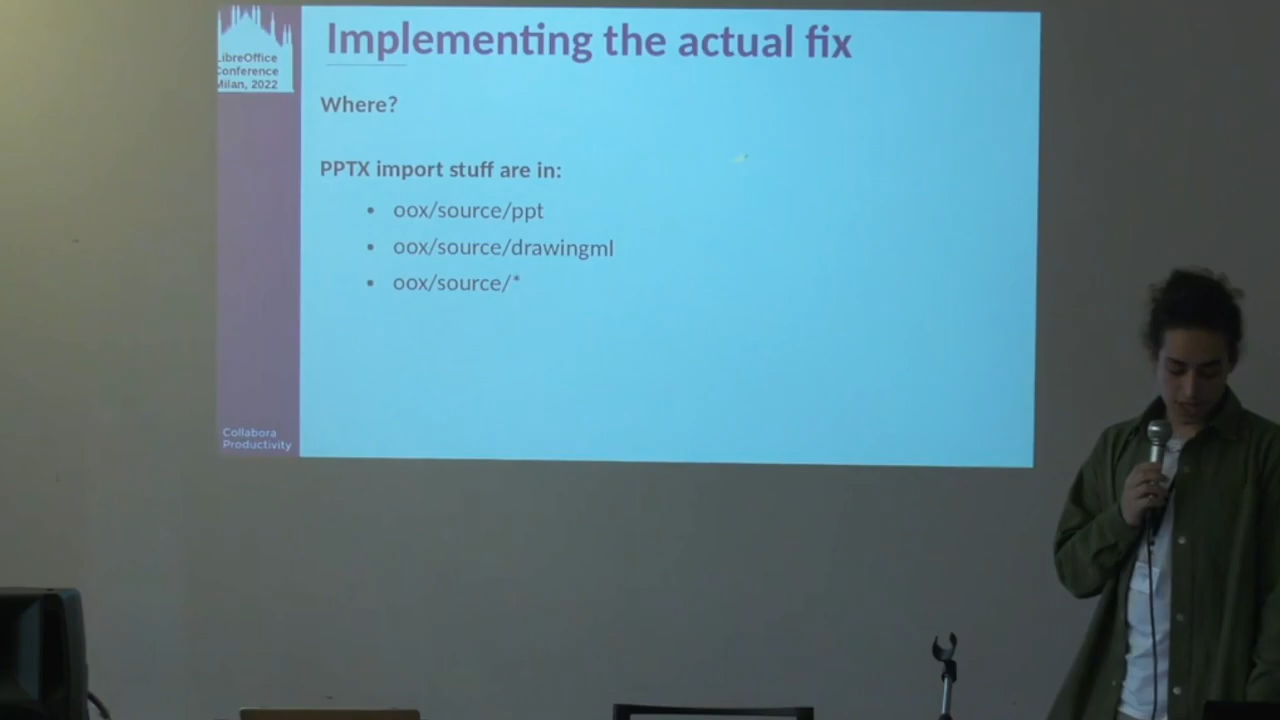 LibreOffice
Conference
Milan, 2022
Implementing the actual fix
Where?
PPTX import stuff are in:
• oox/source/ppt
• oox/source/drawingml
• oox/source/*
Collabora
Productivity